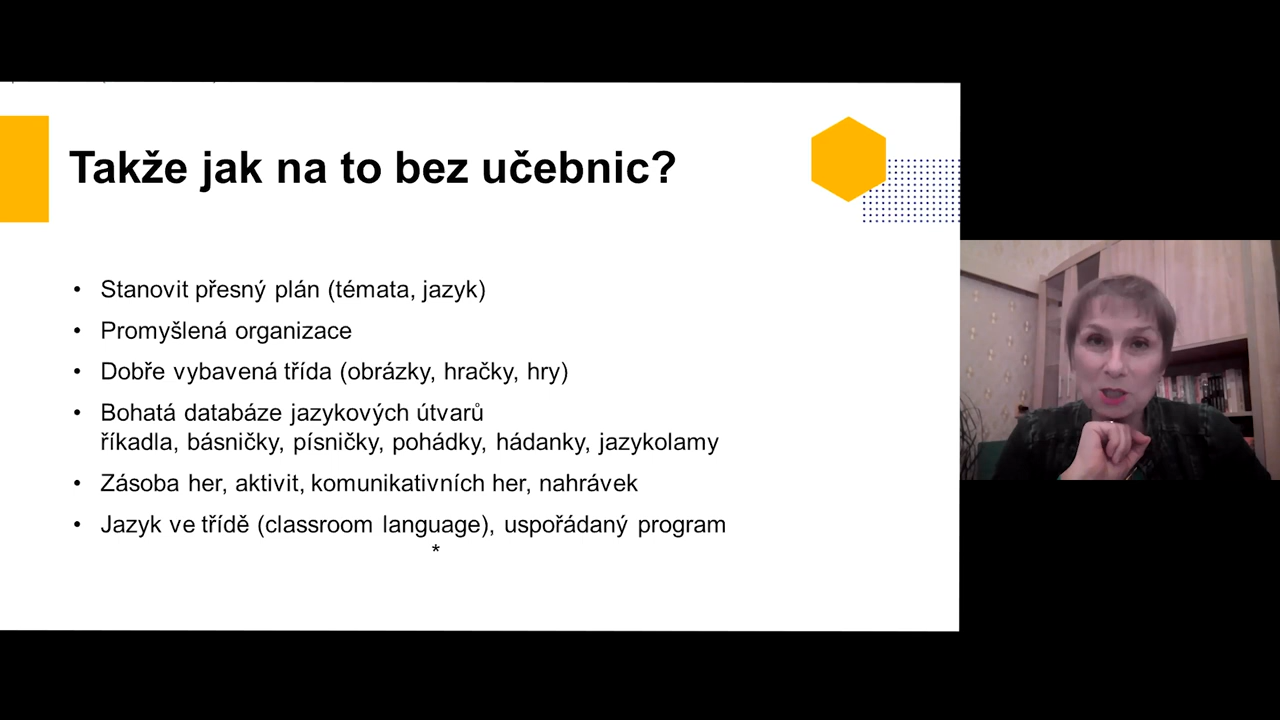 Takže jak na to bez učebnic?
• Stanovit přesný plán (témata, jazyk)
• Promyšlená organizace
• Dobře vybavená třída (obrázky, hračky, hry)
• Bohatá databáze jazykových útvarů
říkadla, básničky, písničky, pohádky, hádanky, jazykolamy
• Zásoba her, aktivit, komunikativních her, nahrávek
• Jazyk ve třídě (classroom language), uspořádaný program
*